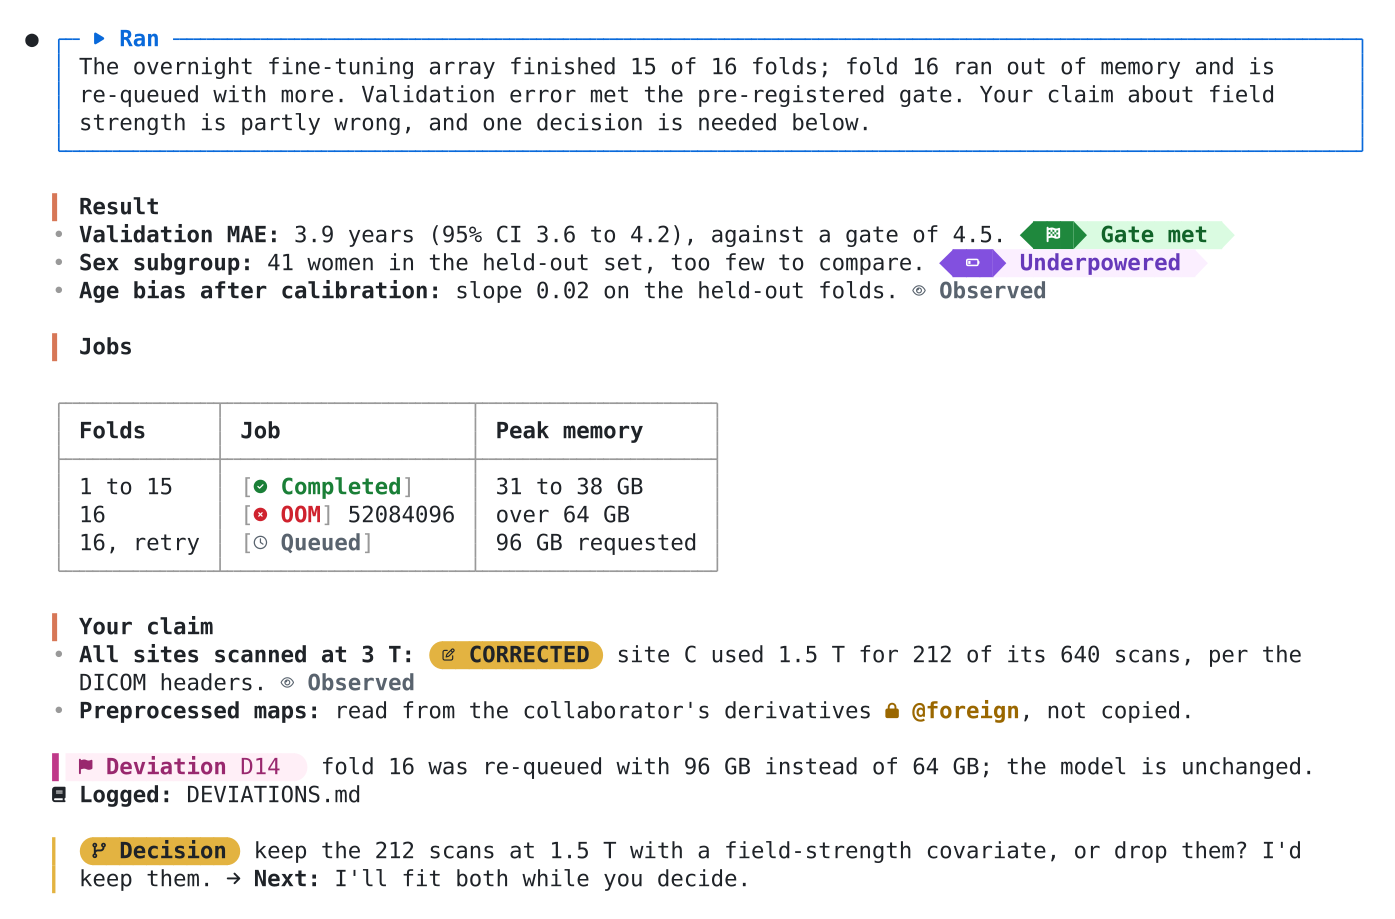 Ran
The overnight fine-tuning array finished 15 of 16 folds; fold 16 ran out of memory and is
re-queued with more. Validation error met the pre-registered gate. Your claim about field
strength is partly wrong, and one decision is needed below.
Result
• Validation MAE: 3.9 years (95% CI 3.6 to 4.2), against a gate of 4.5. Gate met
• Sex subgroup: 41 women in the held-out set, too few to compare. Underpowered
• Age bias after calibration: slope 0.02 on the held-out folds. Observed
Jobs
Folds Job Peak memory
1 to 15 [Completed] 31 to 38 GB
16 [OOM] 52084096 over 64 GB
16, retry [Queued] 96 GB requested
Your claim
• All sites scanned at 3 T: CORRECTED site C used 1.5 T for 212 of its 640 scans, per the
DICOM headers. Observed
• Preprocessed maps: read from the collaborator's derivatives @foreign, not copied.
Deviation D14 fold 16 was re-queued with 96 GB instead of 64 GB; the model is unchanged.
Logged: DEVIATIONS.md
Decision keep the 212 scans at 1.5 T with a field-strength covariate, or drop them? I'd
keep them. → Next: I'll fit both while you decide.